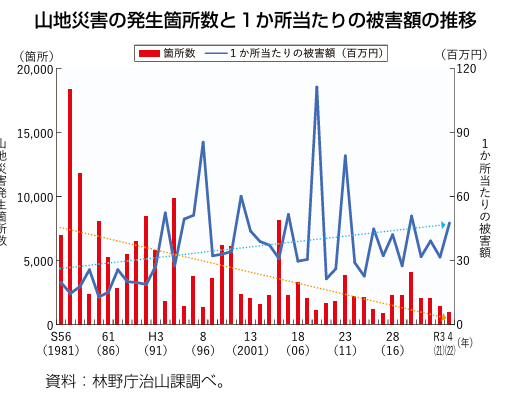 山地災害の発生箇所数と１か所当たりの被害額の推移
（箇所）
（百万円）
箇所数
１か所当たりの被害額（百万円）
20,000
15,000
10,000
5,000
0
120
90
60
30
0
山地災害発生箇所数
１か所当たりの被害額
S56 61 H3 8 13 18 23 28 R3 4 （年）
(1981) (86) (91) (96) (2001) (06) (11) (16) (21) (22)
資料：林野庁治山課調べ。